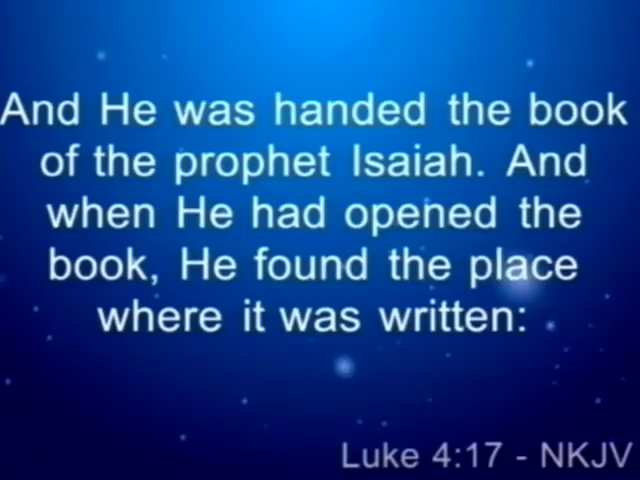 And He was handed the book
of the prophet Isaiah. And
when He had opened the
book, He found the place
where it was written:
Luke 4:17 - NKJV